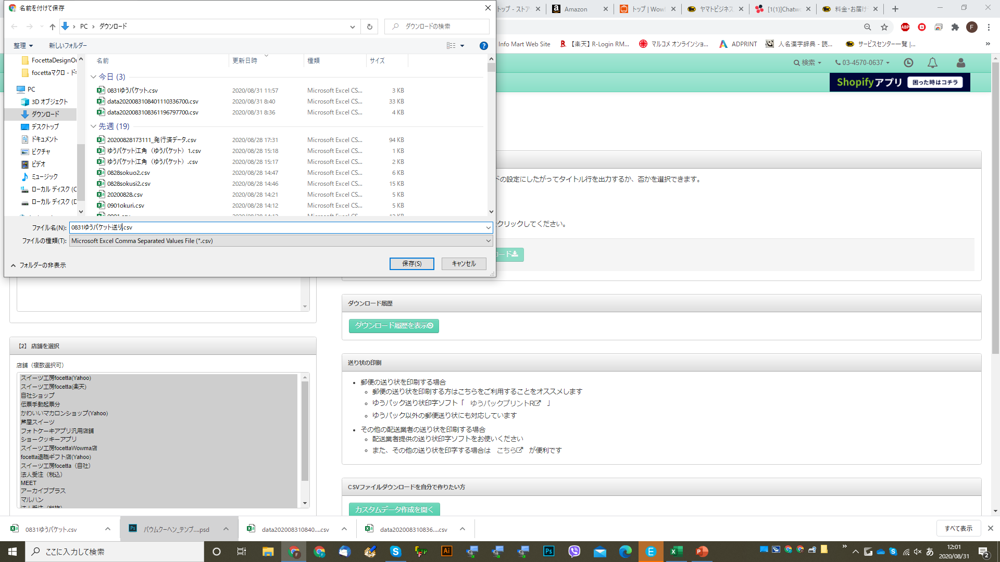 名前を付けて保存
PC
ダウンロード
ダウンロードの検索
整理
新しいフォルダー
名前
更新日時
種類
サイズ
focettaマクロ - ド
PC
3D オブジェクト
ダウンロード
デスクトップ
ドキュメント
ピクチャ
ビデオ
ミュージック
ローカル ディスク (C
ローカル ディスク (D
今日 (3)
0831ゆうパケット.csv 2020/08/31 11:57 Microsoft Excel CS... 3 KB
data2020083108401110336700.csv 2020/08/31 8:40 Microsoft Excel CS... 33 KB
data2020083108361196797700.csv 2020/08/31 8:36 Microsoft Excel CS... 4 KB
先週 (19)
20200828173111_発行済データ.csv 2020/08/28 17:31 Microsoft Excel CS... 94 KB
ゆうパケット江角（ゆうパケット）1.csv 2020/08/28 15:18 Microsoft Excel CS... 1 KB
ゆうパケット江角（ゆうパケット）.csv 2020/08/28 15:17 Microsoft Excel CS... 2 KB
0828sokuo2.csv 2020/08/28 14:47 Microsoft Excel CS... 6 KB
0828sokusi2.csv 2020/08/28 14:46 Microsoft Excel CS... 15 KB
20200828.csv 2020/08/28 14:21 Microsoft Excel CS... 5 KB
0901okuri.csv 2020/08/28 14:12 Microsoft Excel CS... 5 KB
ファイル名(N): 0831ゆうパケット送り.csv
ファイルの種類(T): Microsoft Excel Comma Separated Values File (*.csv)
フォルダーの非表示
保存(S)
キャンセル
トップ - ストア
Amazon
トップ | Wow!
ヤマトビジネス
[1(1)]Chatw
料金・お届け
ABP
F
Info Mart Web Site
【楽天】R-Login RM...
マルコメ オンラインショ...
ADPRINT
人名漢字辞典 - 読...
サービスセンター一覧 |...
検索
03-4570-0637
Shopifyアプリ 困った時はコチラ
ドの設定にしたがってタイトル行を出力するか、否かを選択できます。
クリックしてください。
ード
ダウンロード履歴
ダウンロード履歴を表示
送り状の印刷
郵便の送り状を印刷する場合
郵便の送り状を印刷する方はこちらをご利用することをオススメします
ゆうパック送り状印字ソフト「 ゆうパックプリントR 」
ゆうパック以外の郵便送り状にも対応しています
その他の配送業者の送り状を印刷する場合
配送業者提供の送り状印字ソフトをお使いください
また、その他の送り状を印字する場合は こちら が便利です
CSVファイルダウンロードを自分で作りたい方
カスタムデータ作成を開く
【2】 店舗を選択
店舗（複数選択可）
スイーツ工房focetta(Yahoo)
スイーツ工房focetta(楽天)
自社ショップ
伝票手動起票分
かわいいマカロンショップ(Yahoo)
芦屋スイーツ
フォトケーキアプリ汎用店舗
ショークッキーアプリ
スイーツ工房focettaWowma店
focetta退職ギフト店(Yahoo)
スイーツ工房focetta（自社）
法人受注（税込）
MEET
アーカイブプラス
マルハン
0831ゆうパケット.csv
バウムクーヘン_テンプ....psd
data202008310840....csv
data202008310836....csv
すべて表示
ここに入力して検索
あ
12:01
2020/08/31
2